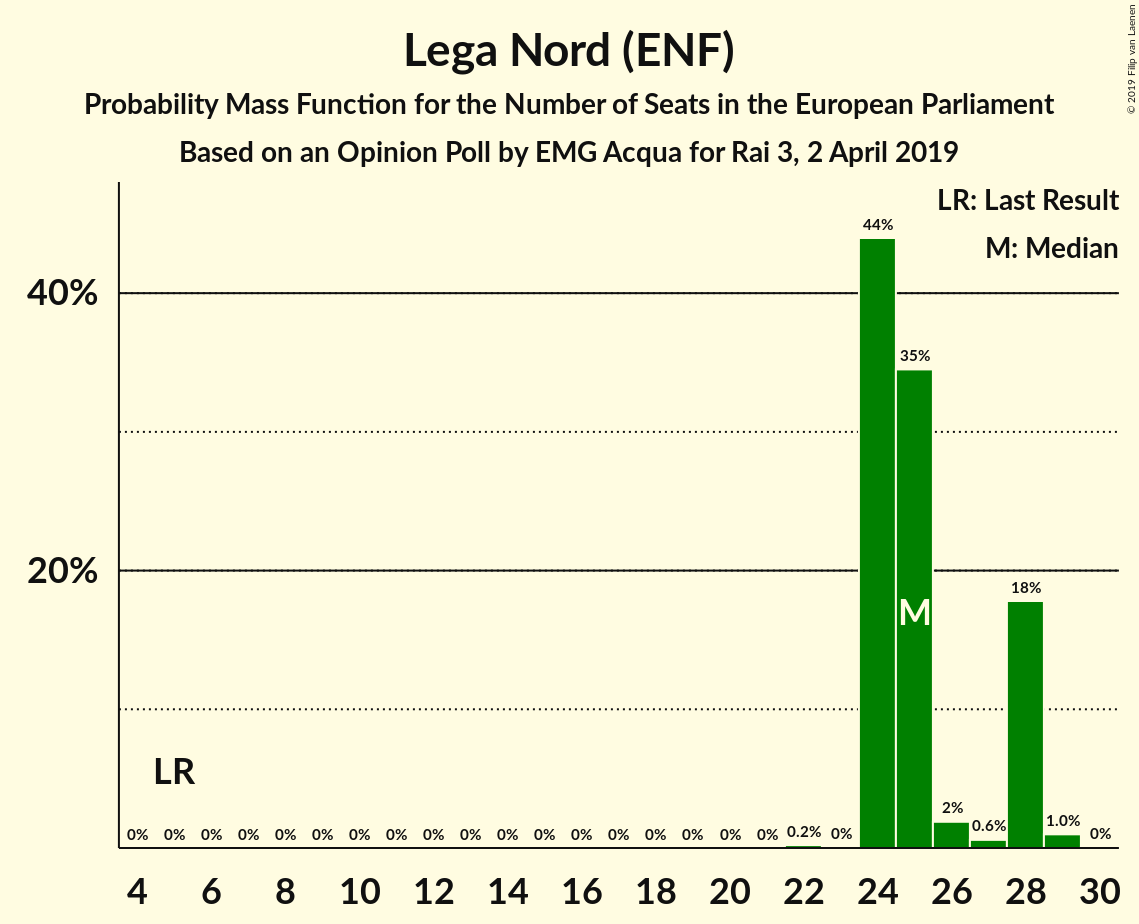 Lega Nord (ENF)
Probability Mass Function for the Number of Seats in the European Parliament
Based on an Opinion Poll by EMG Acqua for Rai 3, 2 April 2019
© 2019 Filip van Laenen
LR: Last Result
M: Median
44%
40%
35%
20%
18%
M
LR
0% 0% 0% 0% 0% 0% 0% 0% 0% 0% 0% 0% 0% 0% 0% 0% 0% 0% 0.2% 0% 2% 0.6% 1.0% 0%
4 6 8 10 12 14 16 18 20 22 24 26 28 30